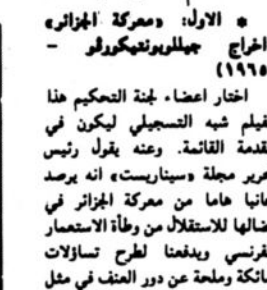 * الاول: «معركة الجزائر»
اخراج جيللوبونتيكورڤو –
١٩٦٥)
اختار اعضاء لجنة التحكيم هذا
فيلم شبه التسجيلي ليكون في
قدمة القائمة. وعنه يقول رئيس
حرير مجلة «سيناريست» انه يرصد
انبا هاما من معركة الجزائر في
ضالها للاستقلال من وطأة الاستعمار
فرنسي ويدفعنا لطرح تساؤلات
ائكة وملحة عن دور العنف في مثل